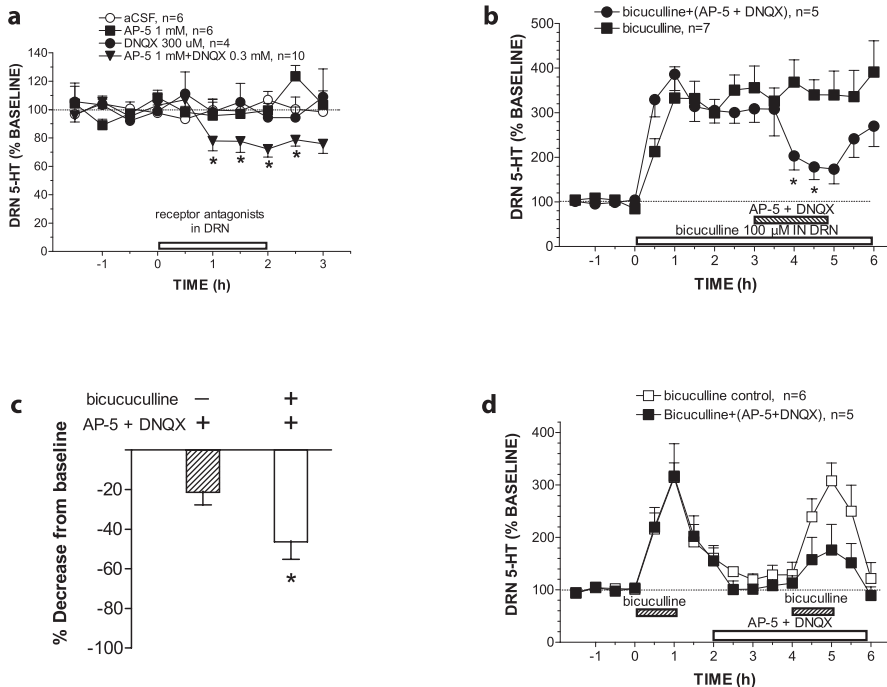 a
aCSF, n=6
AP-5 1 mM, n=6
DNQX 300 uM, n=4
AP-5 1 mM+DNQX 0.3 mM, n=10
DRN 5-HT (% BASELINE)
140
120
100
80
60
40
20
0
* * * *
receptor antagonists
in DRN
-1 0 1 2 3
TIME (h)
b
bicuculline+(AP-5 + DNQX), n=5
bicuculline, n=7
DRN 5-HT (% BASELINE)
500
400
300
200
100
0
* *
AP-5 + DNQX
bicuculline 100 µM IN DRN
-1 0 1 2 3 4 5 6
TIME (h)
c
bicucuculline − +
AP-5 + DNQX + +
% Decrease from baseline
-20
-40
-60
-80
-100
*
d
bicuculline control, n=6
Bicuculline+(AP-5+DNQX), n=5
DRN 5-HT (% BASELINE)
400
300
200
100
0
bicuculline bicuculline
AP-5 + DNQX
-1 0 1 2 3 4 5 6
TIME (h)